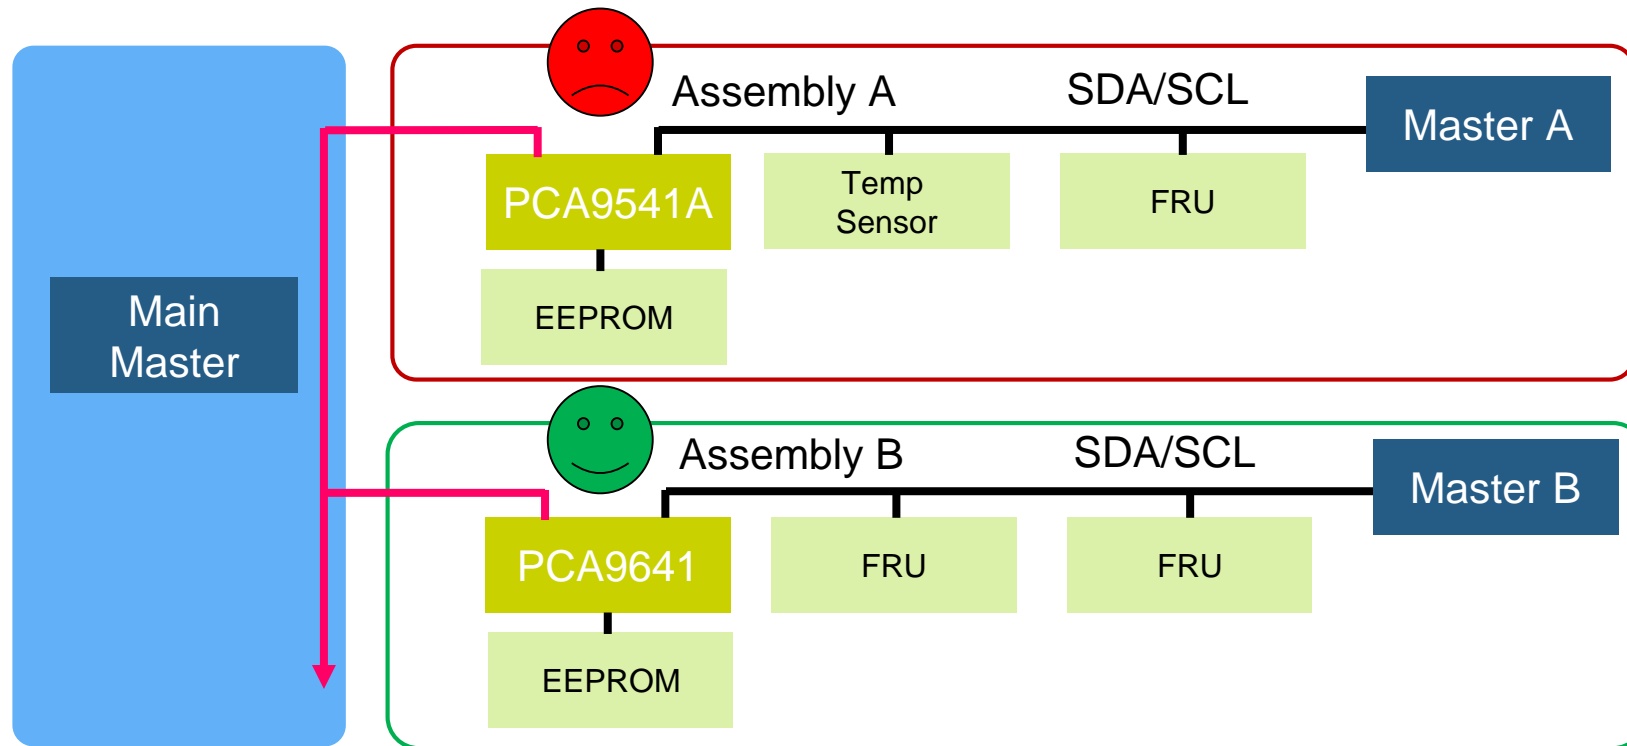 Assembly A
SDA/SCL
Master A
PCA9541A
Temp
Sensor
FRU
EEPROM
Main
Master
Assembly B
SDA/SCL
Master B
PCA9641
FRU
FRU
EEPROM